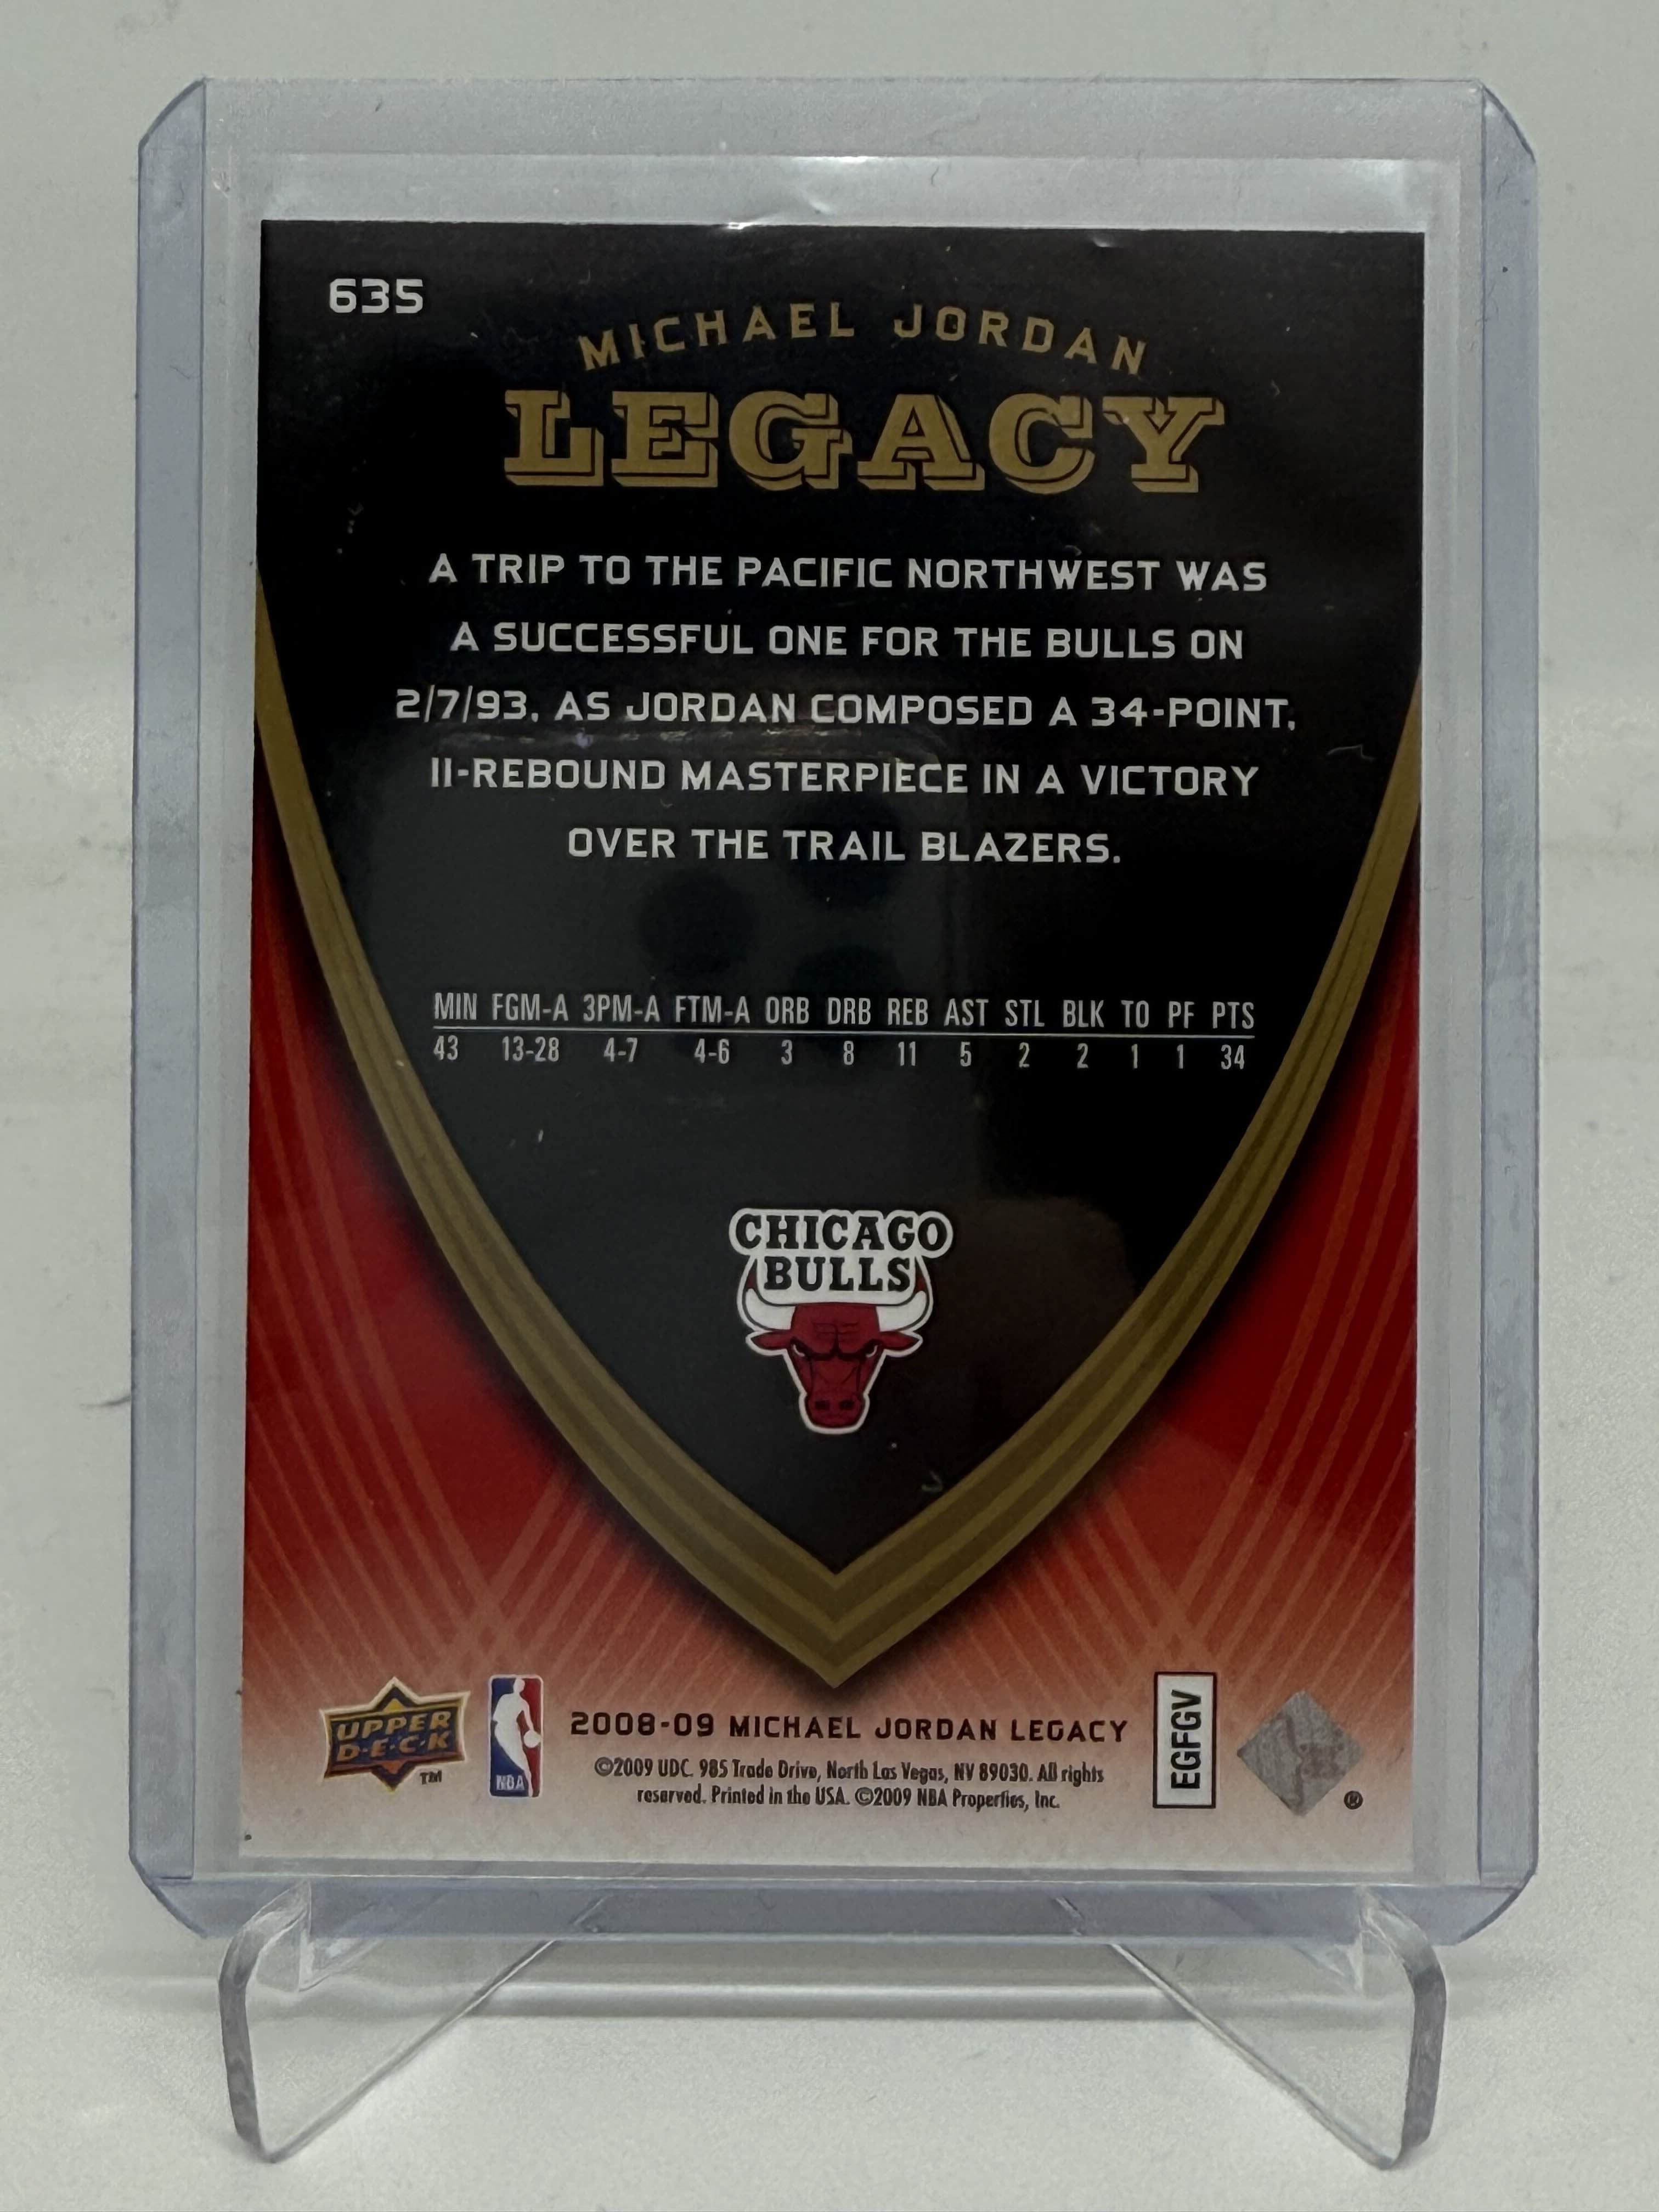 635
MICHAEL JORDAN
LEGACY
A TRIP TO THE PACIFIC NORTHWEST WAS
A SUCCESSFUL ONE FOR THE BULLS ON
2/7/93, AS JORDAN COMPOSED A 34-POINT,
11-REBOUND MASTERPIECE IN A VICTORY
OVER THE TRAIL BLAZERS.
MIN FGM-A 3PM-A FTM-A ORB DRB REB AST STL BLK TO PF PTS
43 13-28 4-7 4-6 3 8 11 5 2 2 1 1 34
CHICAGO
BULLS
UPPER
D·E·C·K
TM
NBA
2008-09 MICHAEL JORDAN LEGACY
©2009 UDC. 985 Trade Drive, North Las Vegas, NV 89030. All rights
reserved. Printed in the USA. ©2009 NBA Properties, Inc.
EGFGV
®